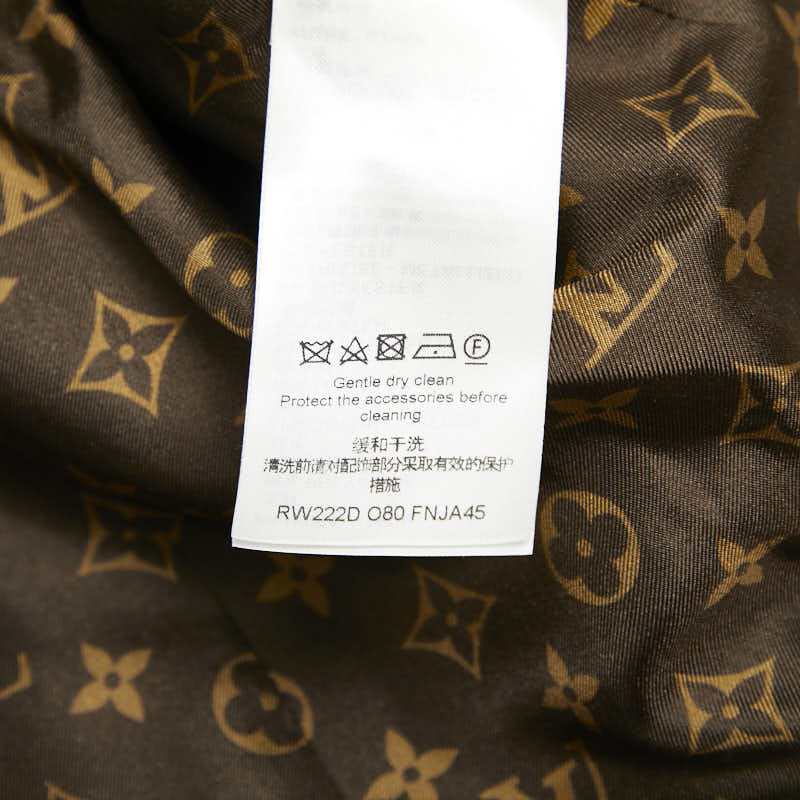 F
Gentle dry clean
Protect the accessories before
cleaning
缓和干洗
清洗前请对配饰部分采取有效的保护
措施
RW222D O80 FNJA45